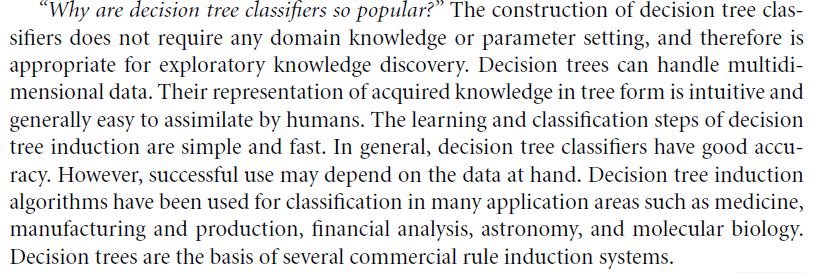 “Why are decision tree classifiers so popular?” The construction of decision tree clas-
sifiers does not require any domain knowledge or parameter setting, and therefore is
appropriate for exploratory knowledge discovery. Decision trees can handle multidi-
mensional data. Their representation of acquired knowledge in tree form is intuitive and
generally easy to assimilate by humans. The learning and classification steps of decision
tree induction are simple and fast. In general, decision tree classifiers have good accu-
racy. However, successful use may depend on the data at hand. Decision tree induction
algorithms have been used for classification in many application areas such as medicine,
manufacturing and production, financial analysis, astronomy, and molecular biology.
Decision trees are the basis of several commercial rule induction systems.